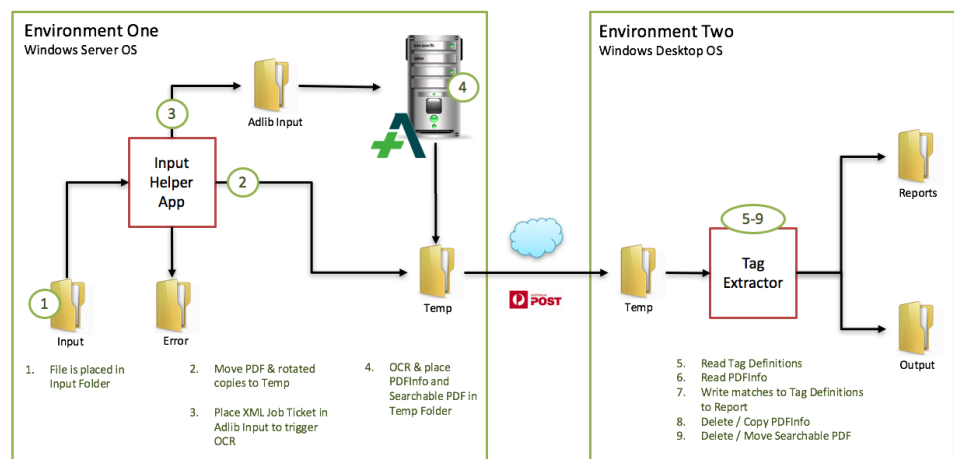 Environment One
Windows Server OS
Environment Two
Windows Desktop OS
4
3
Adlib Input
Input
Helper
App
2
Reports
5-9
Tag
Extractor
1
Input
Error
Temp
POST
Temp
Output
1. File is placed in
Input Folder
2. Move PDF & rotated
copies to Temp
3. Place XML Job Ticket in
Adlib Input to trigger
OCR
4. OCR & place
PDFInfo and
Searchable PDF in
Temp Folder
5. Read Tag Definitions
6. Read PDFInfo
7. Write matches to Tag Definitions
to Report
8. Delete / Copy PDFInfo
9. Delete / Move Searchable PDF